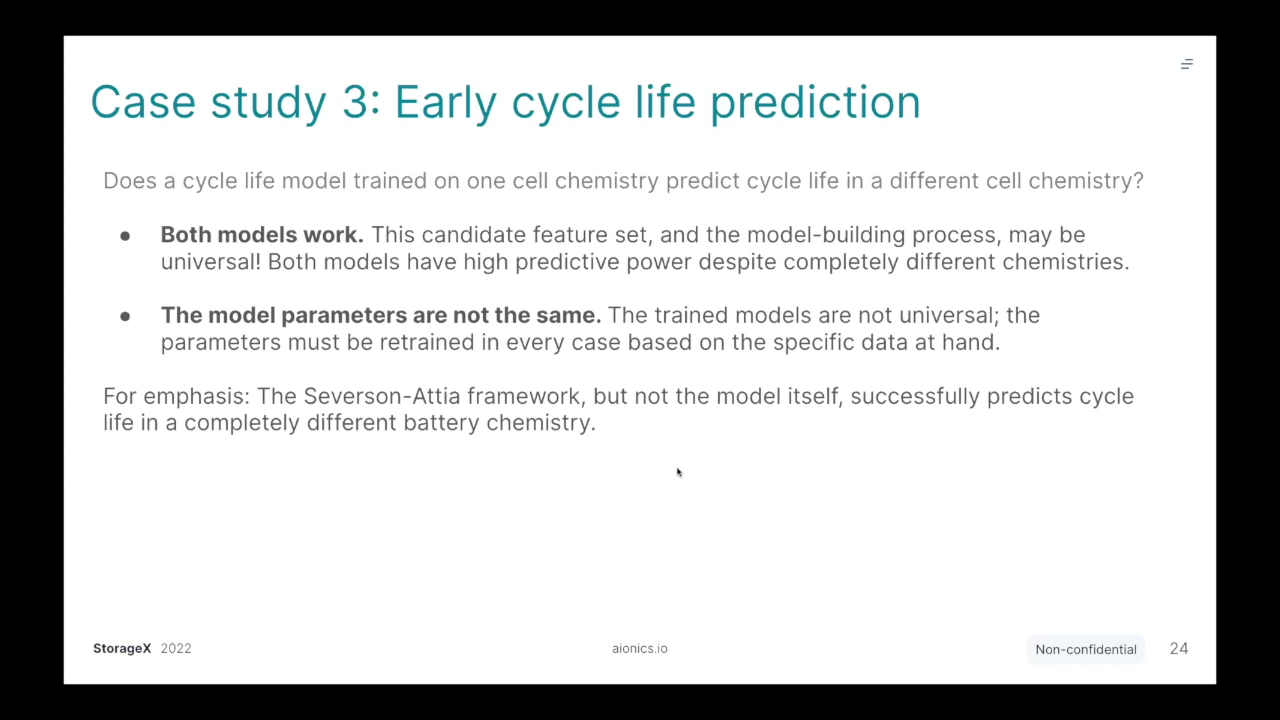 Case study 3: Early cycle life prediction
Does a cycle life model trained on one cell chemistry predict cycle life in a different cell chemistry?
● Both models work. This candidate feature set, and the model-building process, may be
universal! Both models have high predictive power despite completely different chemistries.
● The model parameters are not the same. The trained models are not universal; the
parameters must be retrained in every case based on the specific data at hand.
For emphasis: The Severson-Attia framework, but not the model itself, successfully predicts cycle
life in a completely different battery chemistry.
StorageX 2022
aionics.io
Non-confidential
24